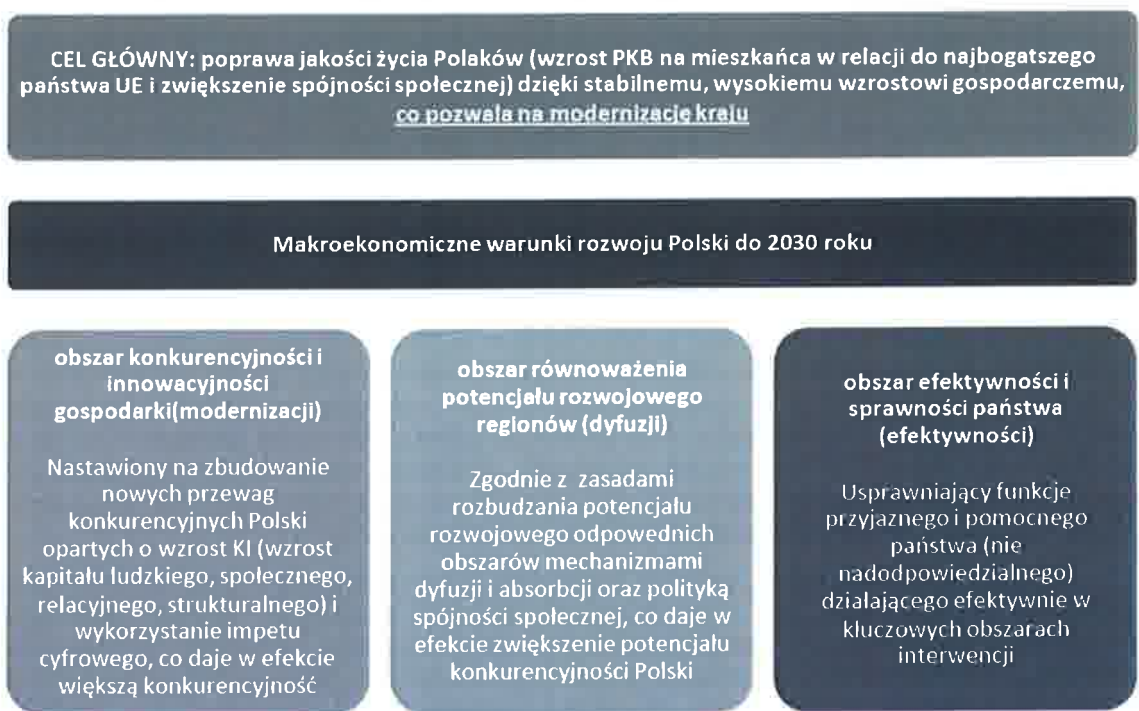 CEL GŁÓWNY: poprawa jakości życia Polaków (wzrost PKB na mieszkańca w relacji do najbogatszego
państwa UE i zwiększenie spójności społecznej) dzięki stabilnemu, wysokiemu wzrostowi gospodarczemu,
co pozwala na modernizację kraju
Makroekonomiczne warunki rozwoju Polski do 2030 roku
obszar konkurencyjności i
innowacyjności
gospodarki(modernizacji)
Nastawiony na zbudowanie
nowych przewag
konkurencyjnych Polski
opartych o wzrost KI (wzrost
kapitału ludzkiego, społecznego,
relacyjnego, strukturalnego) i
wykorzystanie impetu
cyfrowego, co daje w efekcie
większą konkurencyjność
obszar równoważenia
potencjału rozwojowego
regionów (dyfuzji)
Zgodnie z zasadami
rozbudzania potencjału
rozwojowego odpowednich
obszarów mechanizmami
dyfuzji i absorbcji oraz polityką
spójności społecznej, co daje w
efekcie zwiększenie potencjału
konkurencyjności Polski
obszar efektywności i
sprawności państwa
(efektywności)
Usprawniający funkcje
przyjaznego i pomocnego
państwa (nie
nadodpowiedzialnego)
działającego efektywnie w
kluczowych obszarach
interwencji